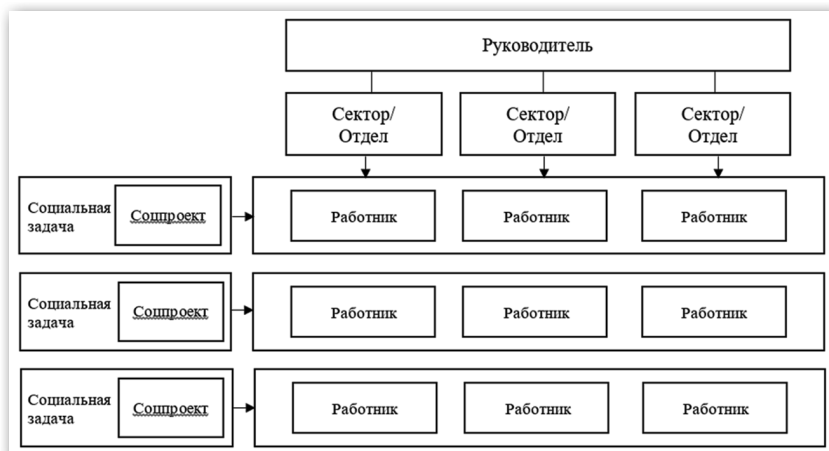 Руководитель
Сектор/
Отдел
Сектор/
Отдел
Сектор/
Отдел
Социальная
задача
Соцпроект
Работник
Работник
Работник
Социальная
задача
Соцпроект
Работник
Работник
Работник
Социальная
задача
Соцпроект
Работник
Работник
Работник